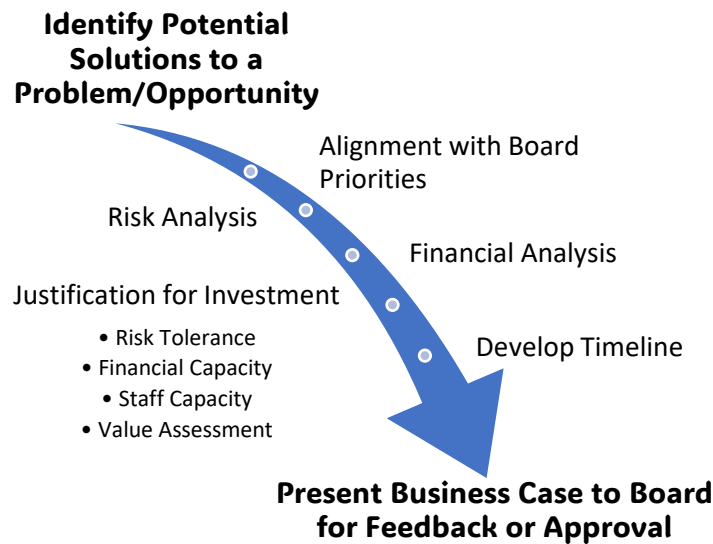 Identify Potential
Solutions to a
Problem/Opportunity
Alignment with Board
Priorities
Risk Analysis
Financial Analysis
Justification for Investment
• Risk Tolerance
• Financial Capacity
• Staff Capacity
• Value Assessment
Develop Timeline
Present Business Case to Board
for Feedback or Approval